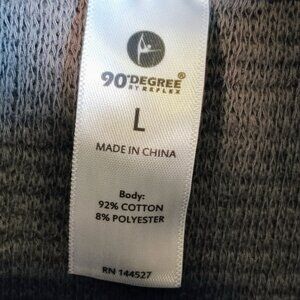 90°DEGREE®
BY REFLEX
L
MADE IN CHINA
Body:
92% COTTON
8% POLYESTER
RN 144527